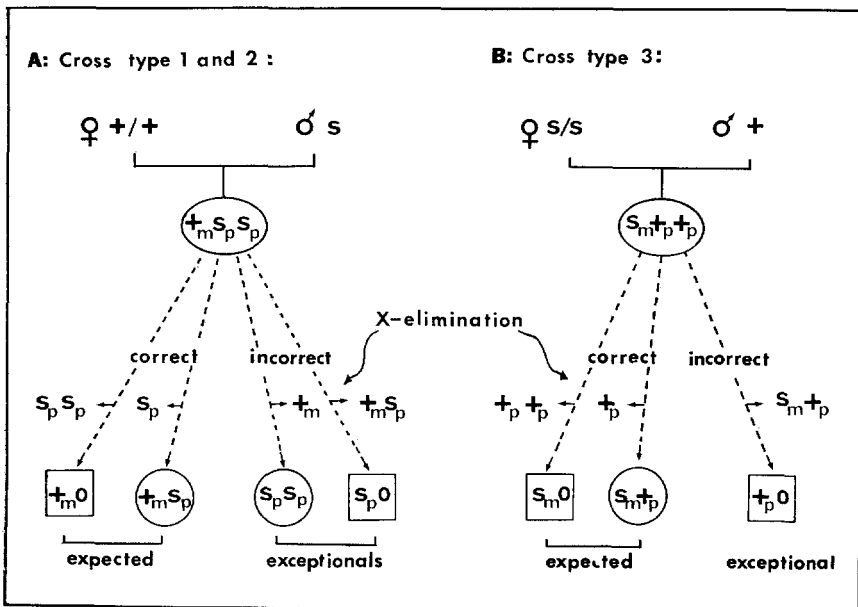 A: Cross type 1 and 2 :
B: Cross type 3:
♀ +/+ ♂ s
♀ s/s ♂ +
+ₘsₚsₚ
sₘ+ₚ+ₚ
X-elimination
correct incorrect
correct incorrect
sₚsₚ sₚ +ₘ +ₘsₚ
+ₚ+ₚ +ₚ sₘ+ₚ
+ₘ0 +ₘsₚ sₚsₚ sₚ0
sₘ0 sₘ+ₚ +ₚ0
expected exceptionals
expected exceptional